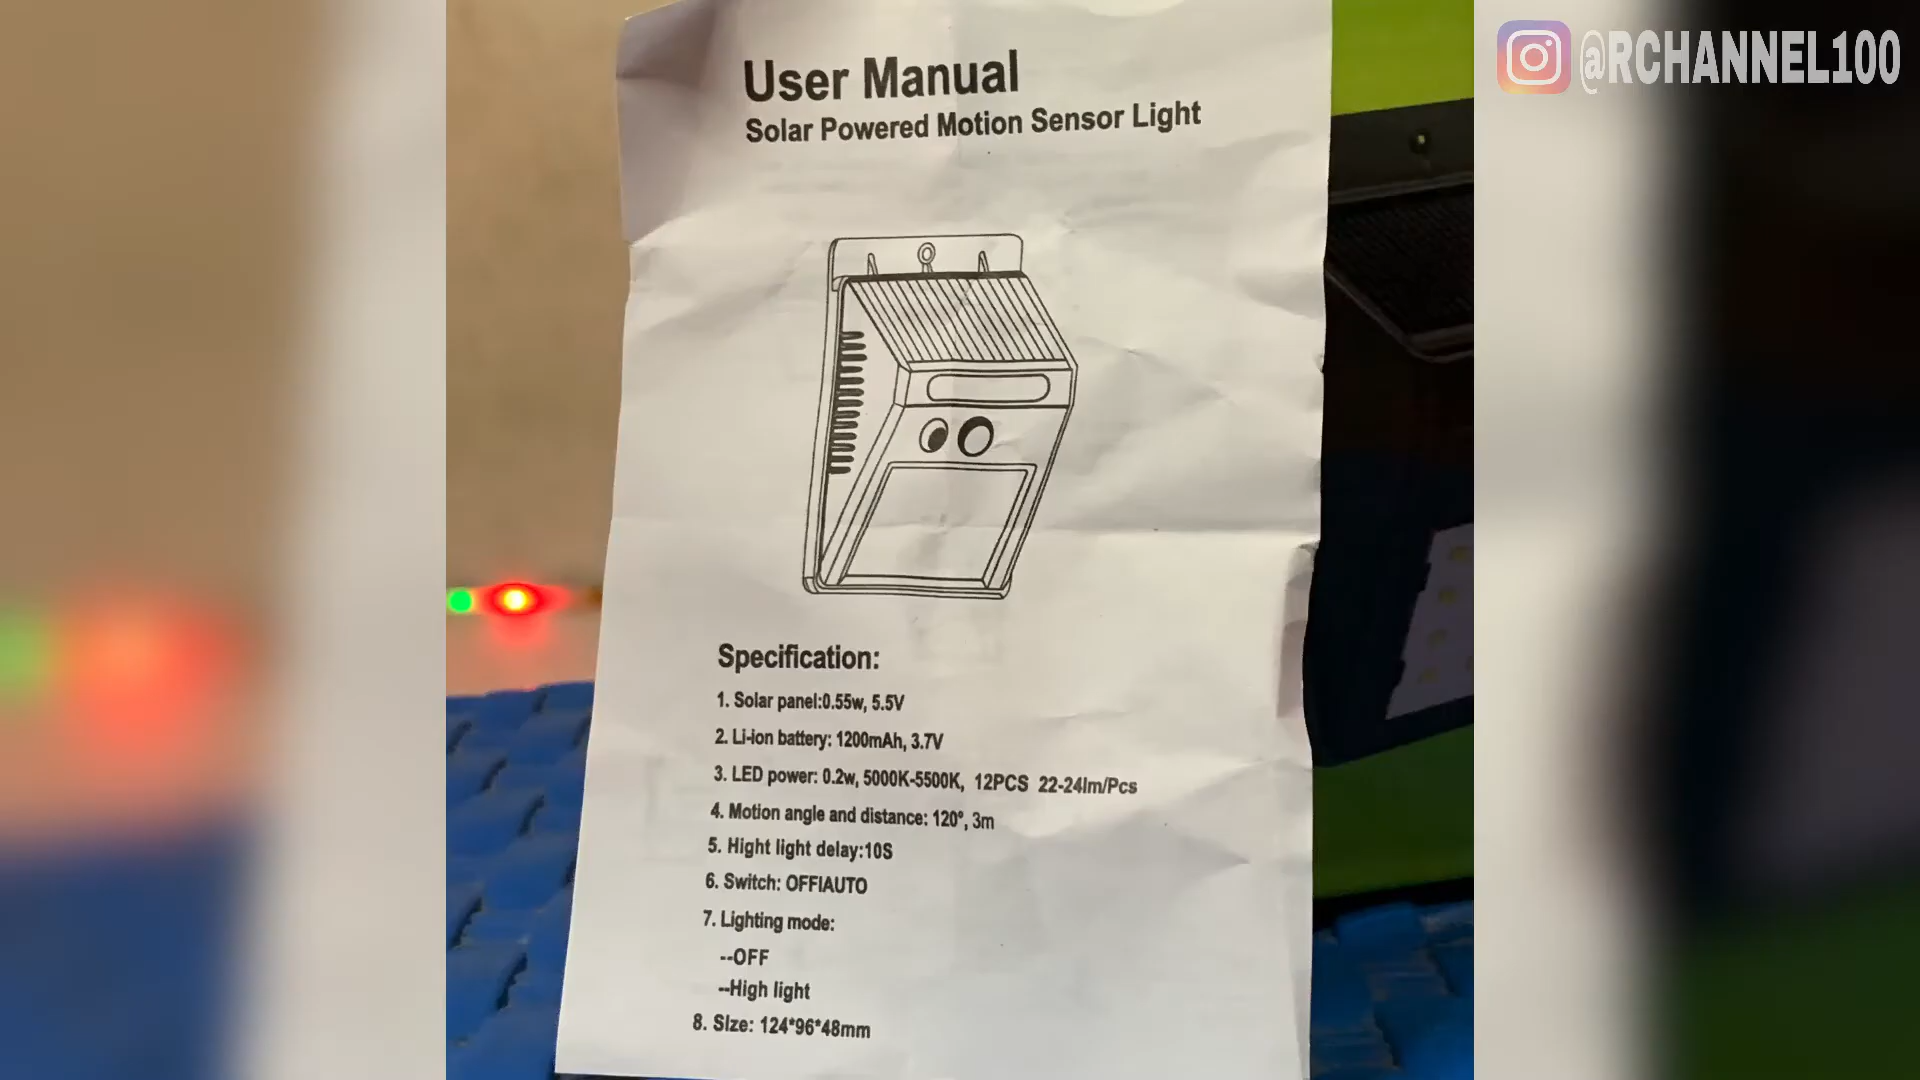 @RCHANNEL100
User Manual
Solar Powered Motion Sensor Light
Specification:
1. Solar panel:0.55w, 5.5V
2. Li-ion battery: 1200mAh, 3.7V
3. LED power: 0.2w, 5000K-5500K, 12PCS 22-24lm/Pcs
4. Motion angle and distance: 120°, 3m
5. Hight light delay:10S
6. Switch: OFFIAUTO
7. Lighting mode:
--OFF
--High light
8. SIze: 124*96*48mm